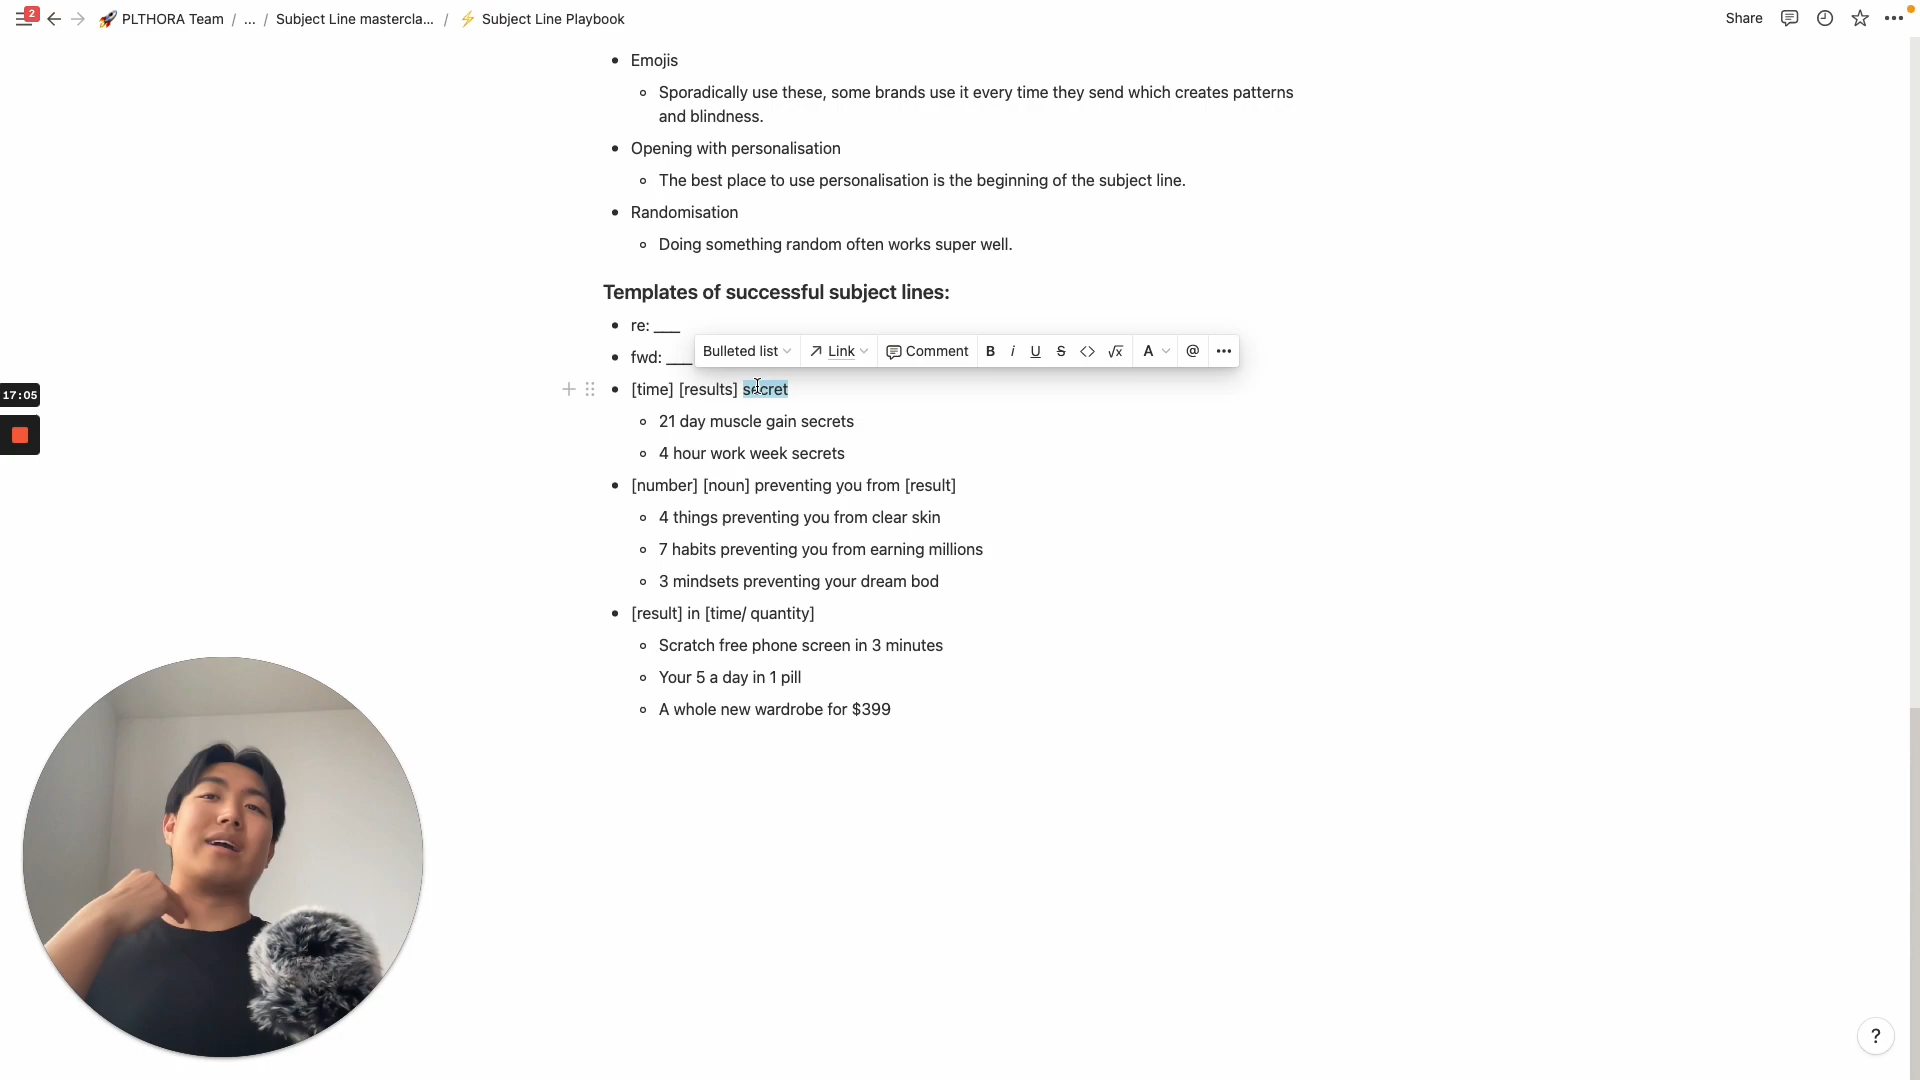 2
🚀 PLTHORA Team / ... / Subject Line mastercla... / ⚡ Subject Line Playbook
Share
Emojis
Sporadically use these, some brands use it every time they send which creates patterns
and blindness.
Opening with personalisation
The best place to use personalisation is the beginning of the subject line.
Randomisation
Doing something random often works super well.
Templates of successful subject lines:
re: ___
fwd: ___
Bulleted list Link Comment B i U S <> √x A @ •••
17:05
[time] [results] secret
21 day muscle gain secrets
4 hour work week secrets
[number] [noun] preventing you from [result]
4 things preventing you from clear skin
7 habits preventing you from earning millions
3 mindsets preventing your dream bod
[result] in [time/ quantity]
Scratch free phone screen in 3 minutes
Your 5 a day in 1 pill
A whole new wardrobe for $399
?